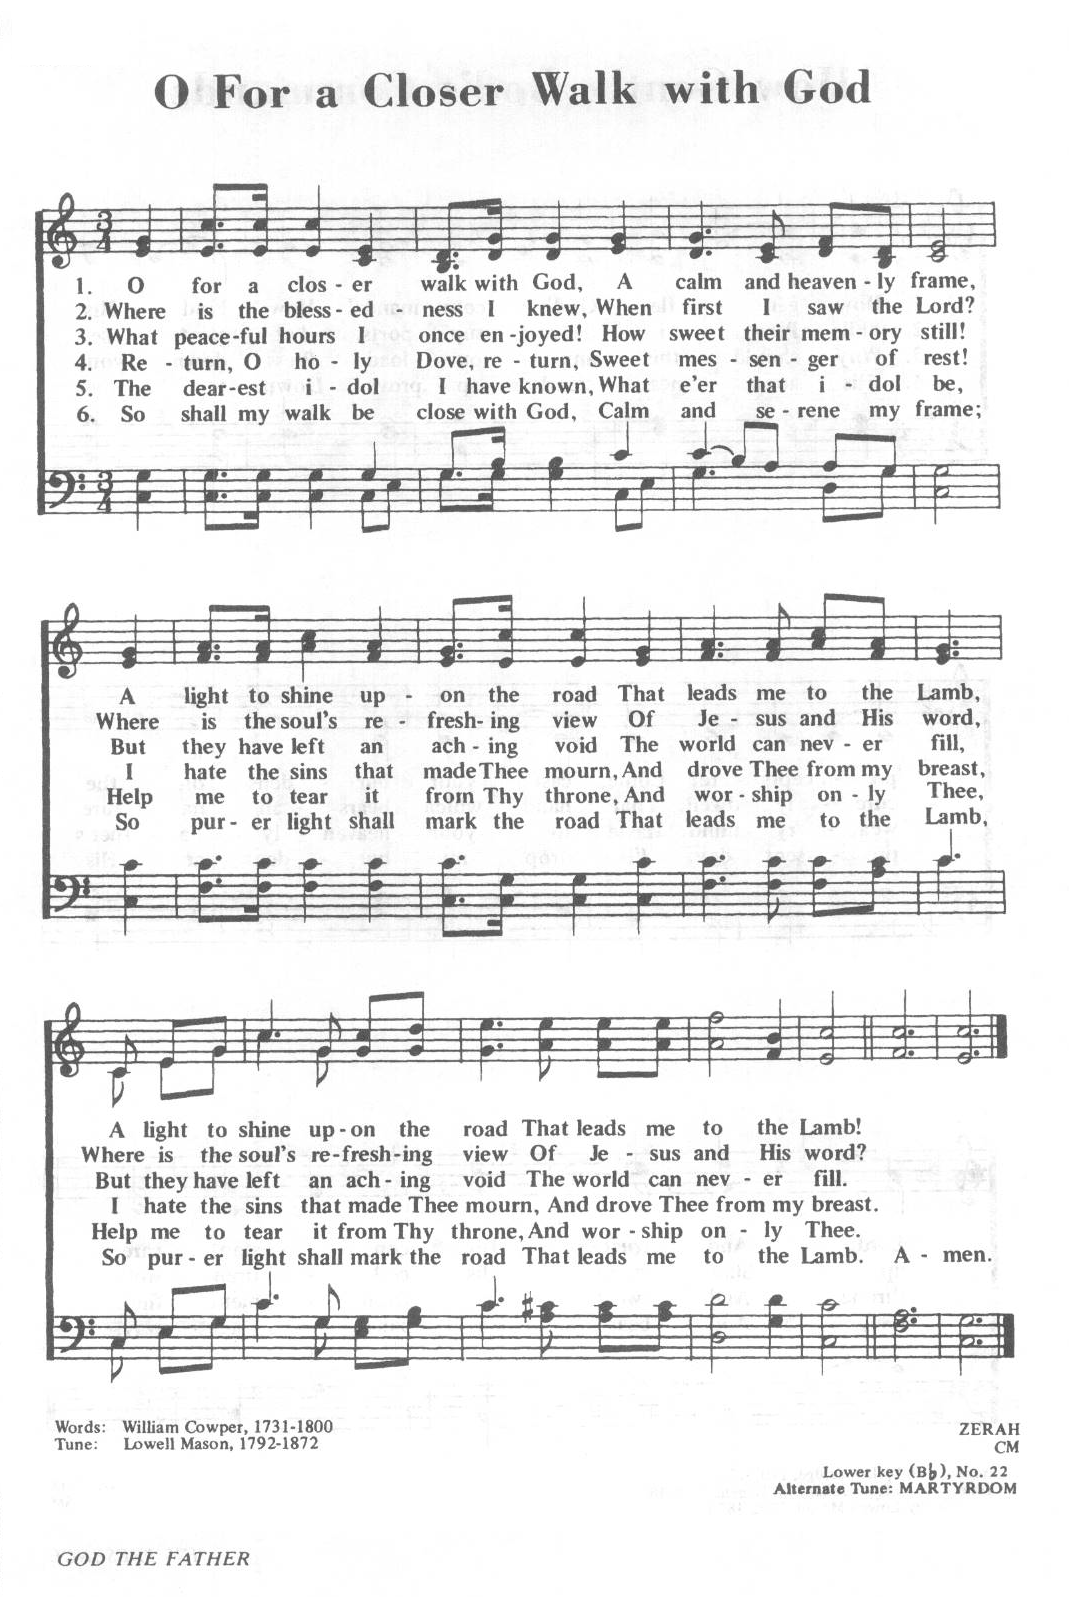 O For a Closer Walk with God
1. O for a clos - er walk with God, A calm and heaven - ly frame,
2. Where is the bless - ed - ness I knew, When first I saw the Lord?
3. What peace - ful hours I once en - joyed! How sweet their mem - ory still!
4. Re - turn, O ho - ly Dove, re - turn, Sweet mes - sen - ger of rest!
5. The dear - est i - dol I have known, What e'er that i - dol be,
6. So shall my walk be close with God, Calm and se - rene my frame;
A light to shine up - on the road That leads me to the Lamb,
Where is the soul's re - fresh - ing view Of Je - sus and His word,
But they have left an ach - ing void The world can nev - er fill,
I hate the sins that made Thee mourn, And drove Thee from my breast,
Help me to tear it from Thy throne, And wor - ship on - ly Thee,
So pur - er light shall mark the road That leads me to the Lamb,
A light to shine up - on the road That leads me to the Lamb!
Where is the soul's re - fresh - ing view Of Je - sus and His word?
But they have left an ach - ing void The world can nev - er fill.
I hate the sins that made Thee mourn, And drove Thee from my breast.
Help me to tear it from Thy throne, And wor - ship on - ly Thee.
So pur - er light shall mark the road That leads me to the Lamb. A - men.
Words: William Cowper, 1731-1800
Tune: Lowell Mason, 1792-1872
ZERAH
CM
Lower key (B♭), No. 22
Alternate Tune: MARTYRDOM
GOD THE FATHER